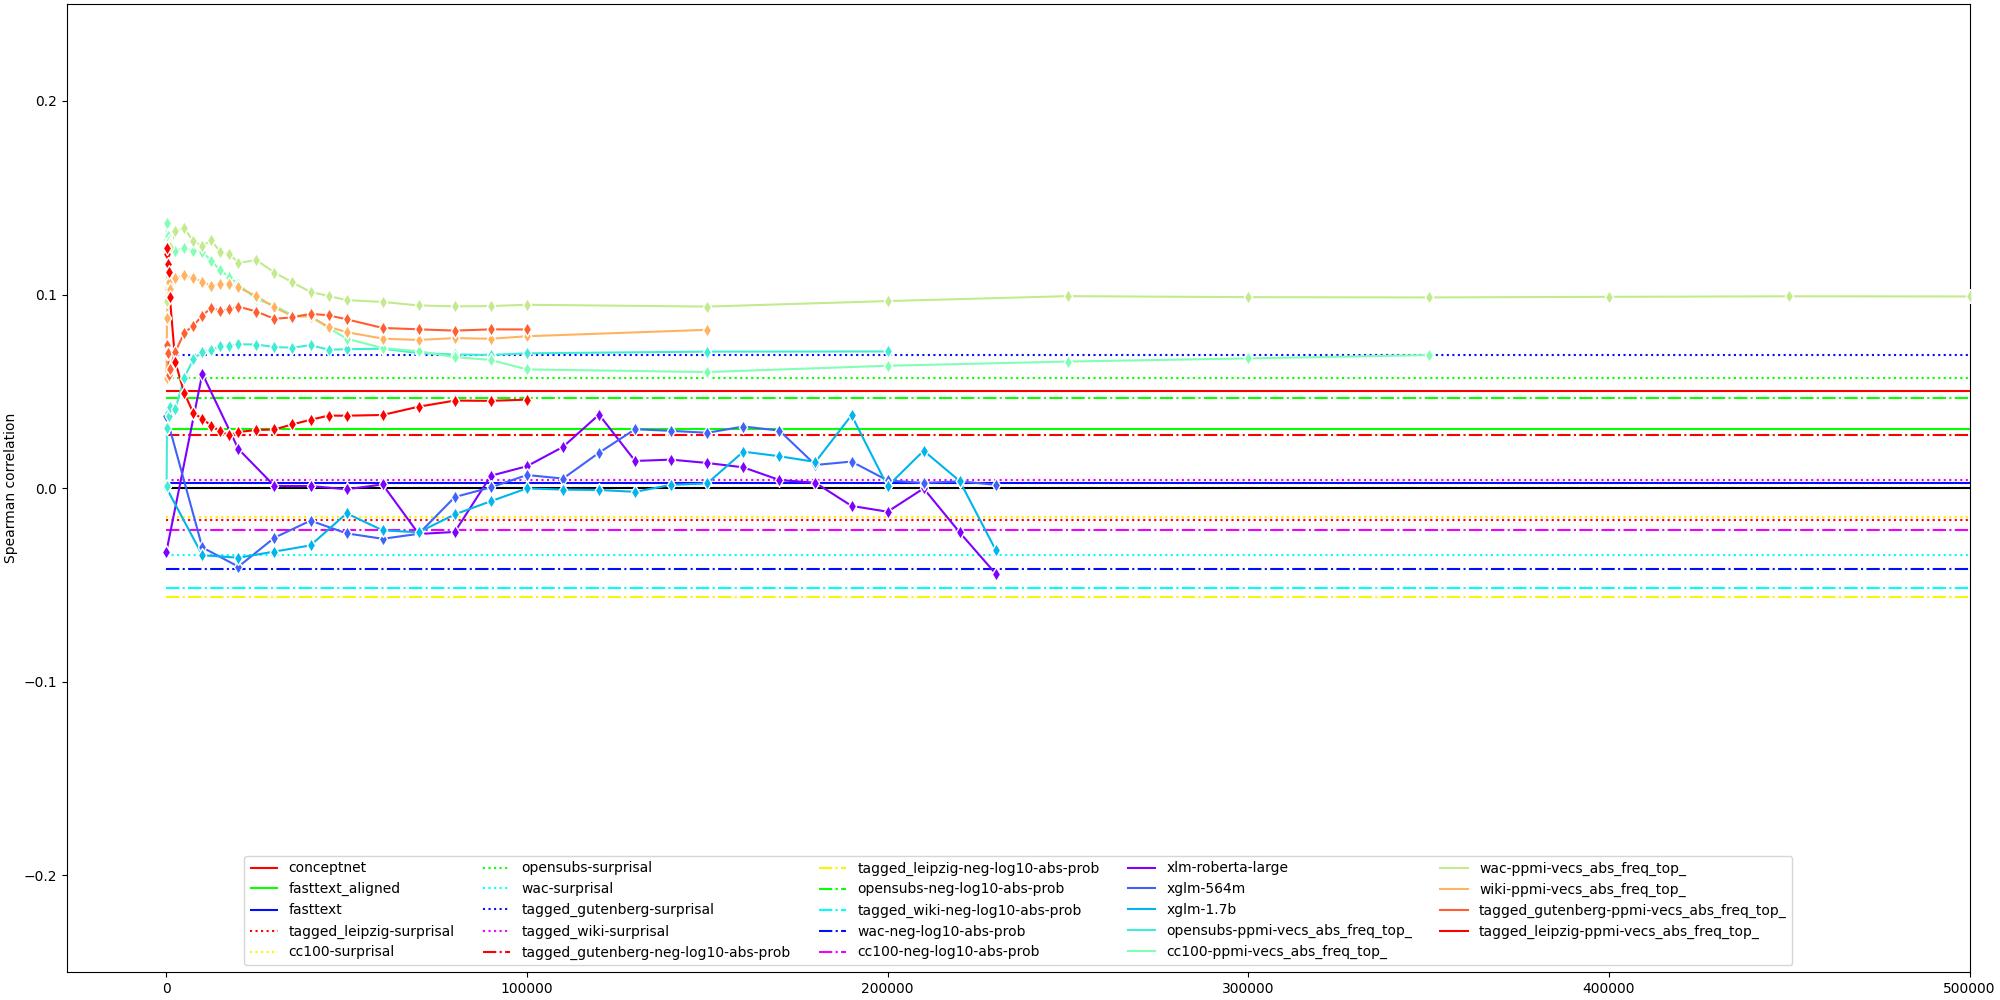 0.2
0.1
0.0
−0.1
−0.2
Spearman correlation
0
100000
200000
300000
400000
500000
conceptnet
fasttext_aligned
fasttext
tagged_leipzig-surprisal
cc100-surprisal
opensubs-surprisal
wac-surprisal
tagged_gutenberg-surprisal
tagged_wiki-surprisal
tagged_gutenberg-neg-log10-abs-prob
tagged_leipzig-neg-log10-abs-prob
opensubs-neg-log10-abs-prob
tagged_wiki-neg-log10-abs-prob
wac-neg-log10-abs-prob
cc100-neg-log10-abs-prob
xlm-roberta-large
xglm-564m
xglm-1.7b
opensubs-ppmi-vecs_abs_freq_top_
cc100-ppmi-vecs_abs_freq_top_
wac-ppmi-vecs_abs_freq_top_
wiki-ppmi-vecs_abs_freq_top_
tagged_gutenberg-ppmi-vecs_abs_freq_top_
tagged_leipzig-ppmi-vecs_abs_freq_top_